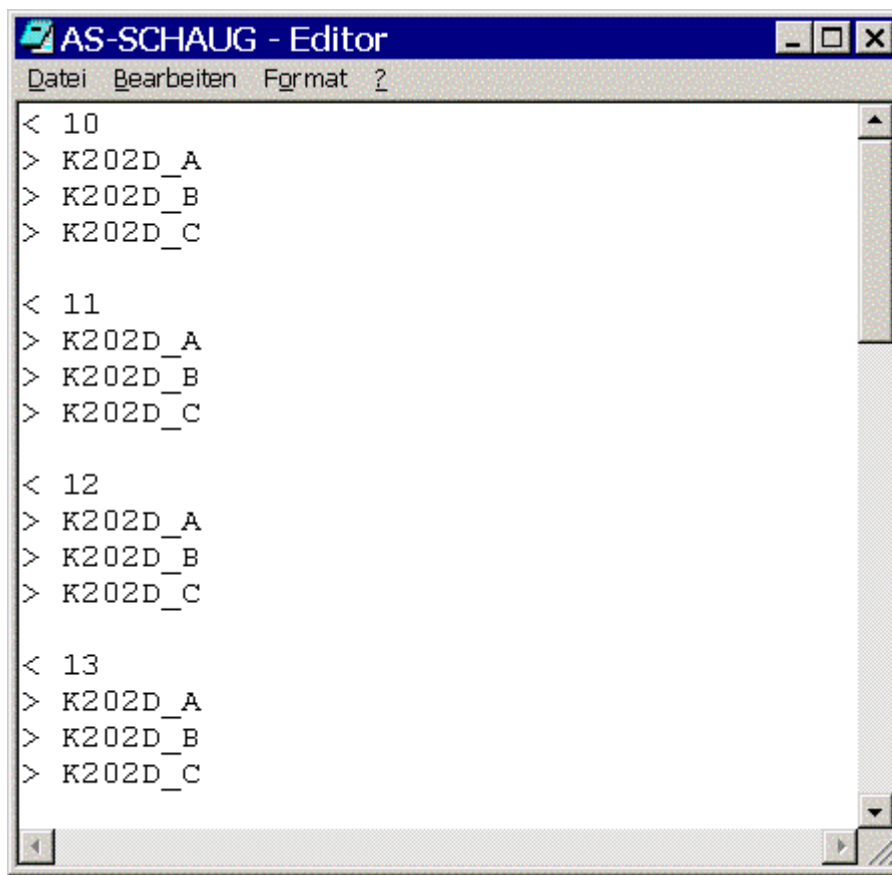 AS-SCHAUG - Editor
Datei Bearbeiten Format ?
< 10
> K202D_A
> K202D_B
> K202D_C
< 11
> K202D_A
> K202D_B
> K202D_C
< 12
> K202D_A
> K202D_B
> K202D_C
< 13
> K202D_A
> K202D_B
> K202D_C